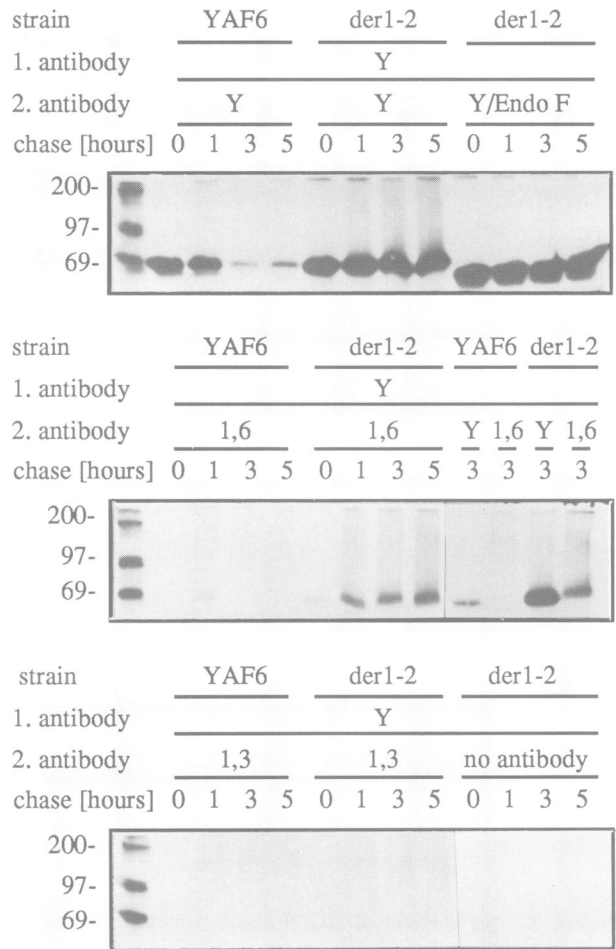 strain YAF6 der1-2 der1-2
1. antibody Y
2. antibody Y Y Y/Endo F
chase [hours] 0 1 3 5 0 1 3 5 0 1 3 5
200-
97-
69-
strain YAF6 der1-2 YAF6 der1-2
1. antibody Y
2. antibody 1,6 1,6 Y 1,6 Y 1,6
chase [hours] 0 1 3 5 0 1 3 5 3 3 3 3
200-
97-
69-
strain YAF6 der1-2 der1-2
1. antibody Y
2. antibody 1,3 1,3 no antibody
chase [hours] 0 1 3 5 0 1 3 5 0 1 3 5
200-
97-
69-